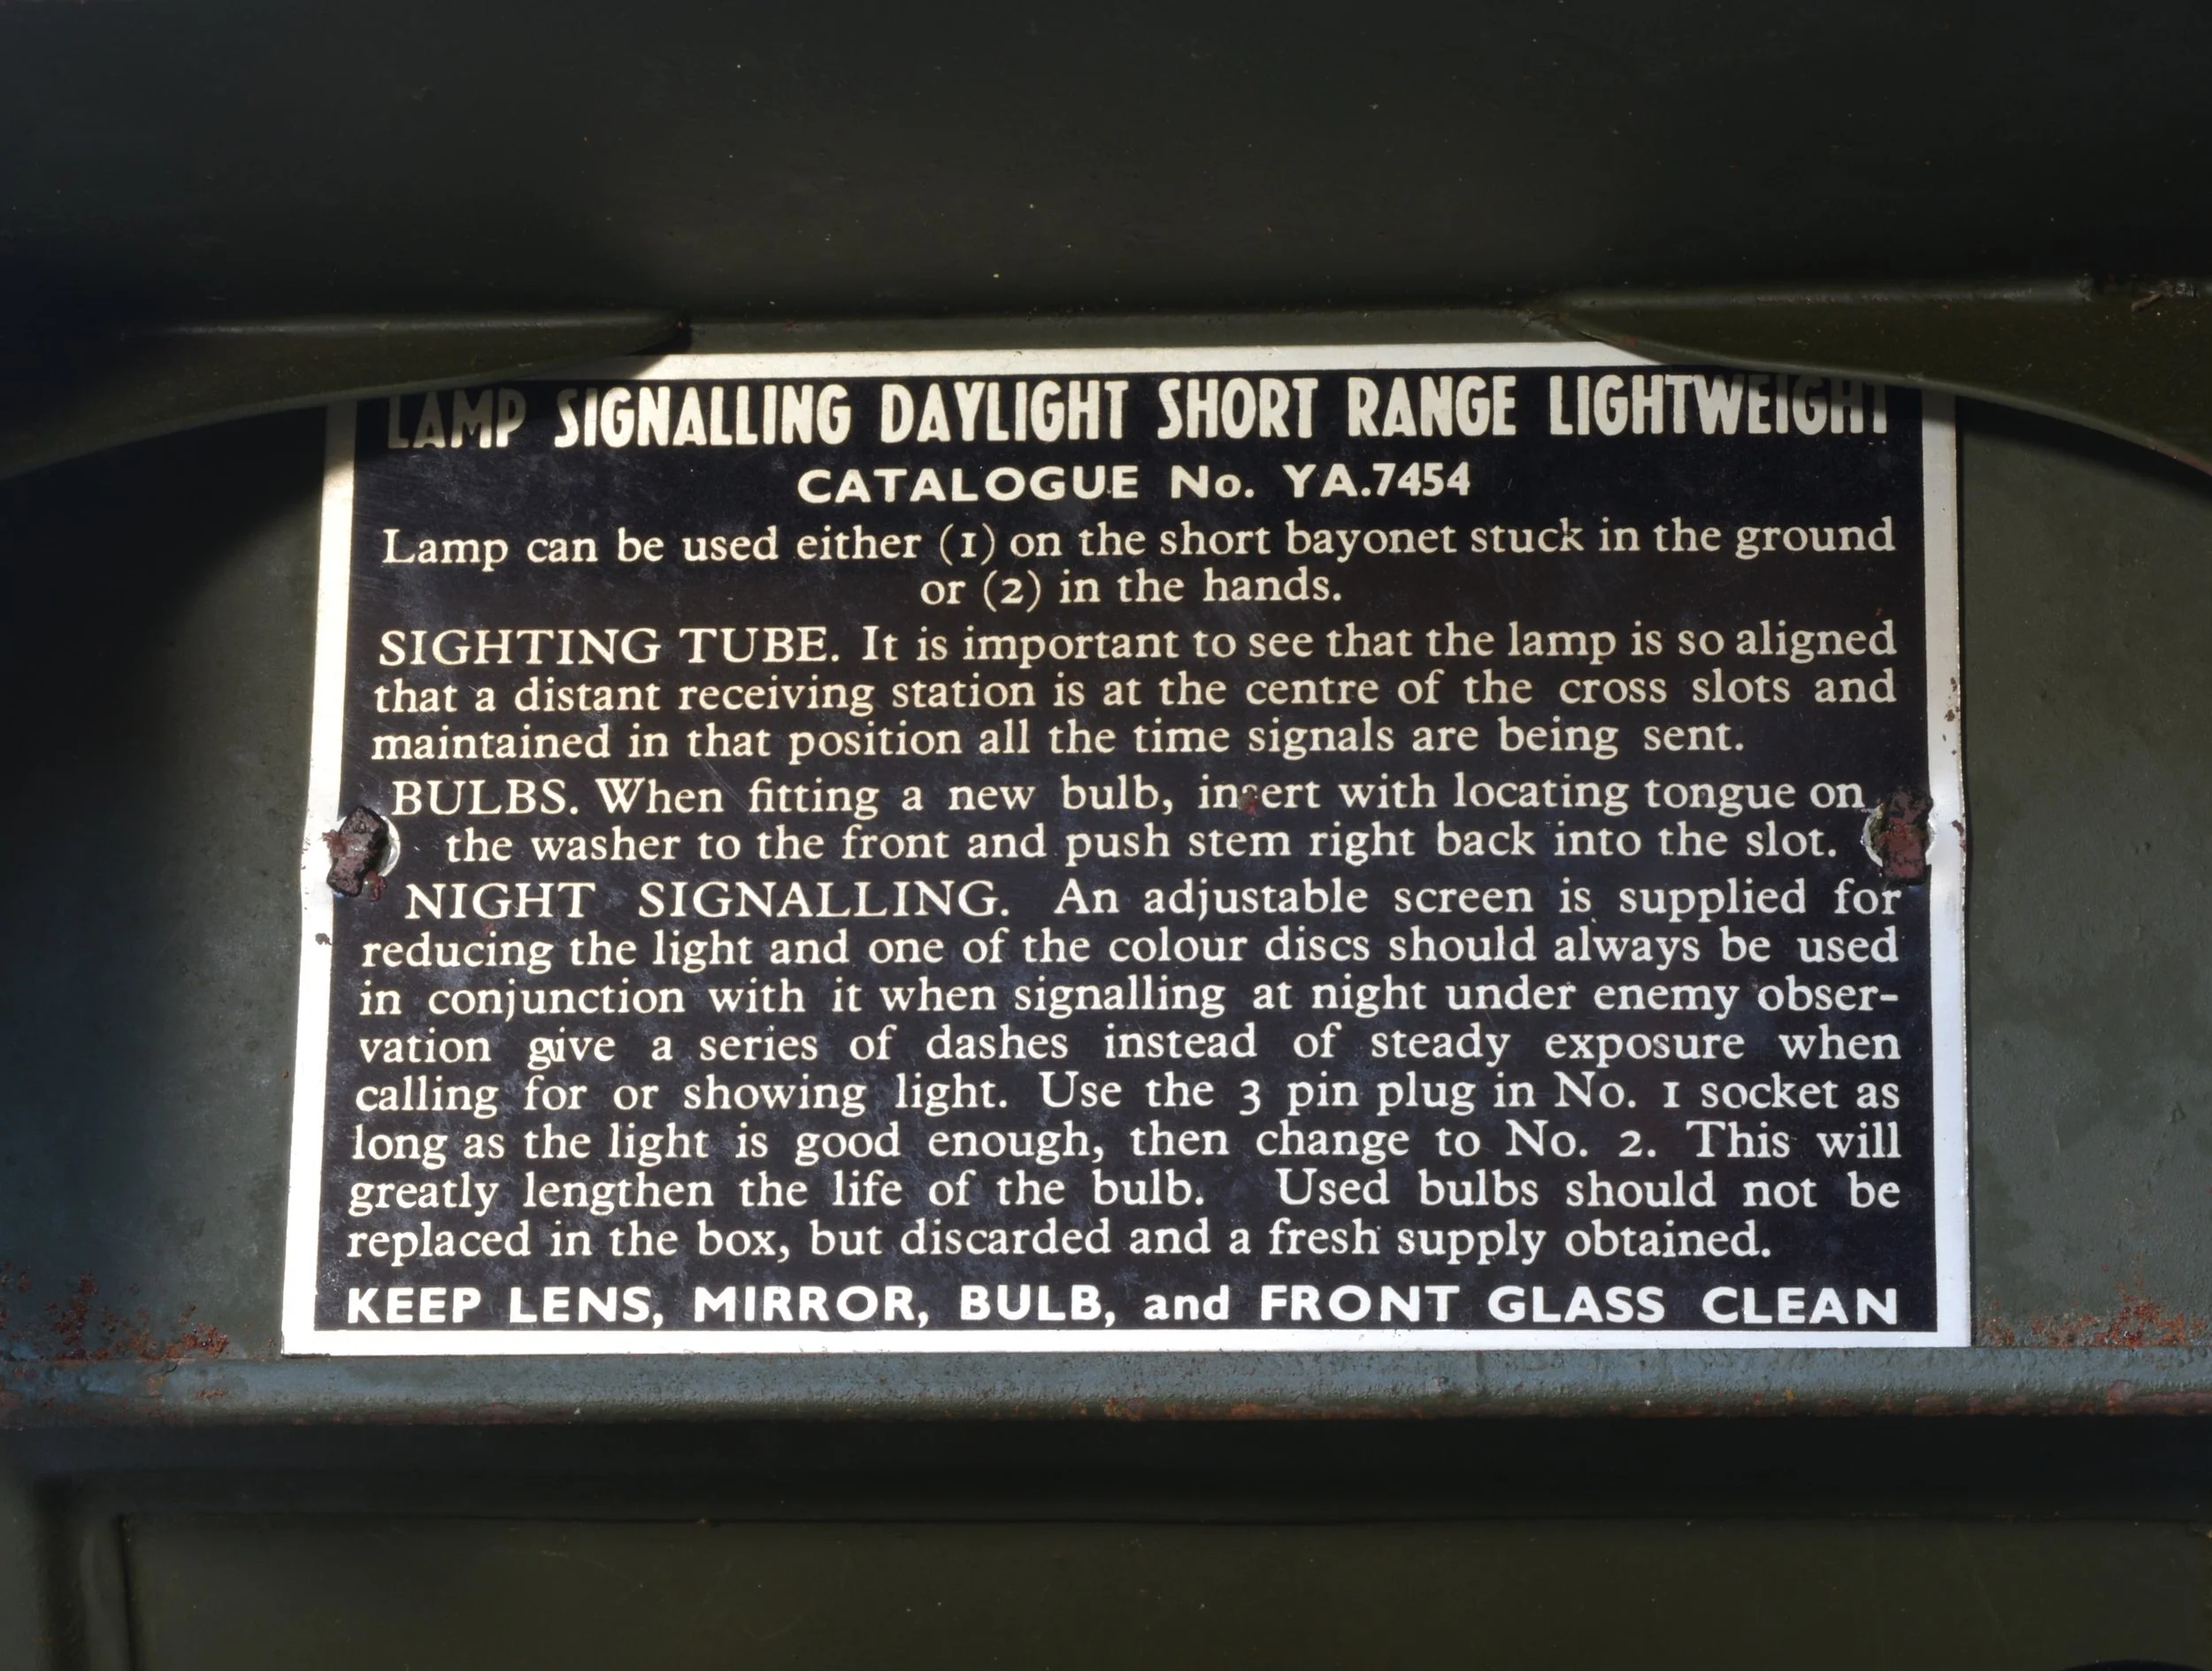 LAMP SIGNALLING DAYLIGHT SHORT RANGE LIGHTWEIGHT
CATALOGUE No. YA.7454
Lamp can be used either (1) on the short bayonet stuck in the ground
or (2) in the hands.
SIGHTING TUBE. It is important to see that the lamp is so aligned
that a distant receiving station is at the centre of the cross slots and
maintained in that position all the time signals are being sent.
BULBS. When fitting a new bulb, insert with locating tongue on
the washer to the front and push stem right back into the slot.
NIGHT SIGNALLING. An adjustable screen is supplied for
reducing the light and one of the colour discs should always be used
in conjunction with it when signalling at night under enemy obser-
vation give a series of dashes instead of steady exposure when
calling for or showing light. Use the 3 pin plug in No. 1 socket as
long as the light is good enough, then change to No. 2. This will
greatly lengthen the life of the bulb. Used bulbs should not be
replaced in the box, but discarded and a fresh supply obtained.
KEEP LENS, MIRROR, BULB, and FRONT GLASS CLEAN